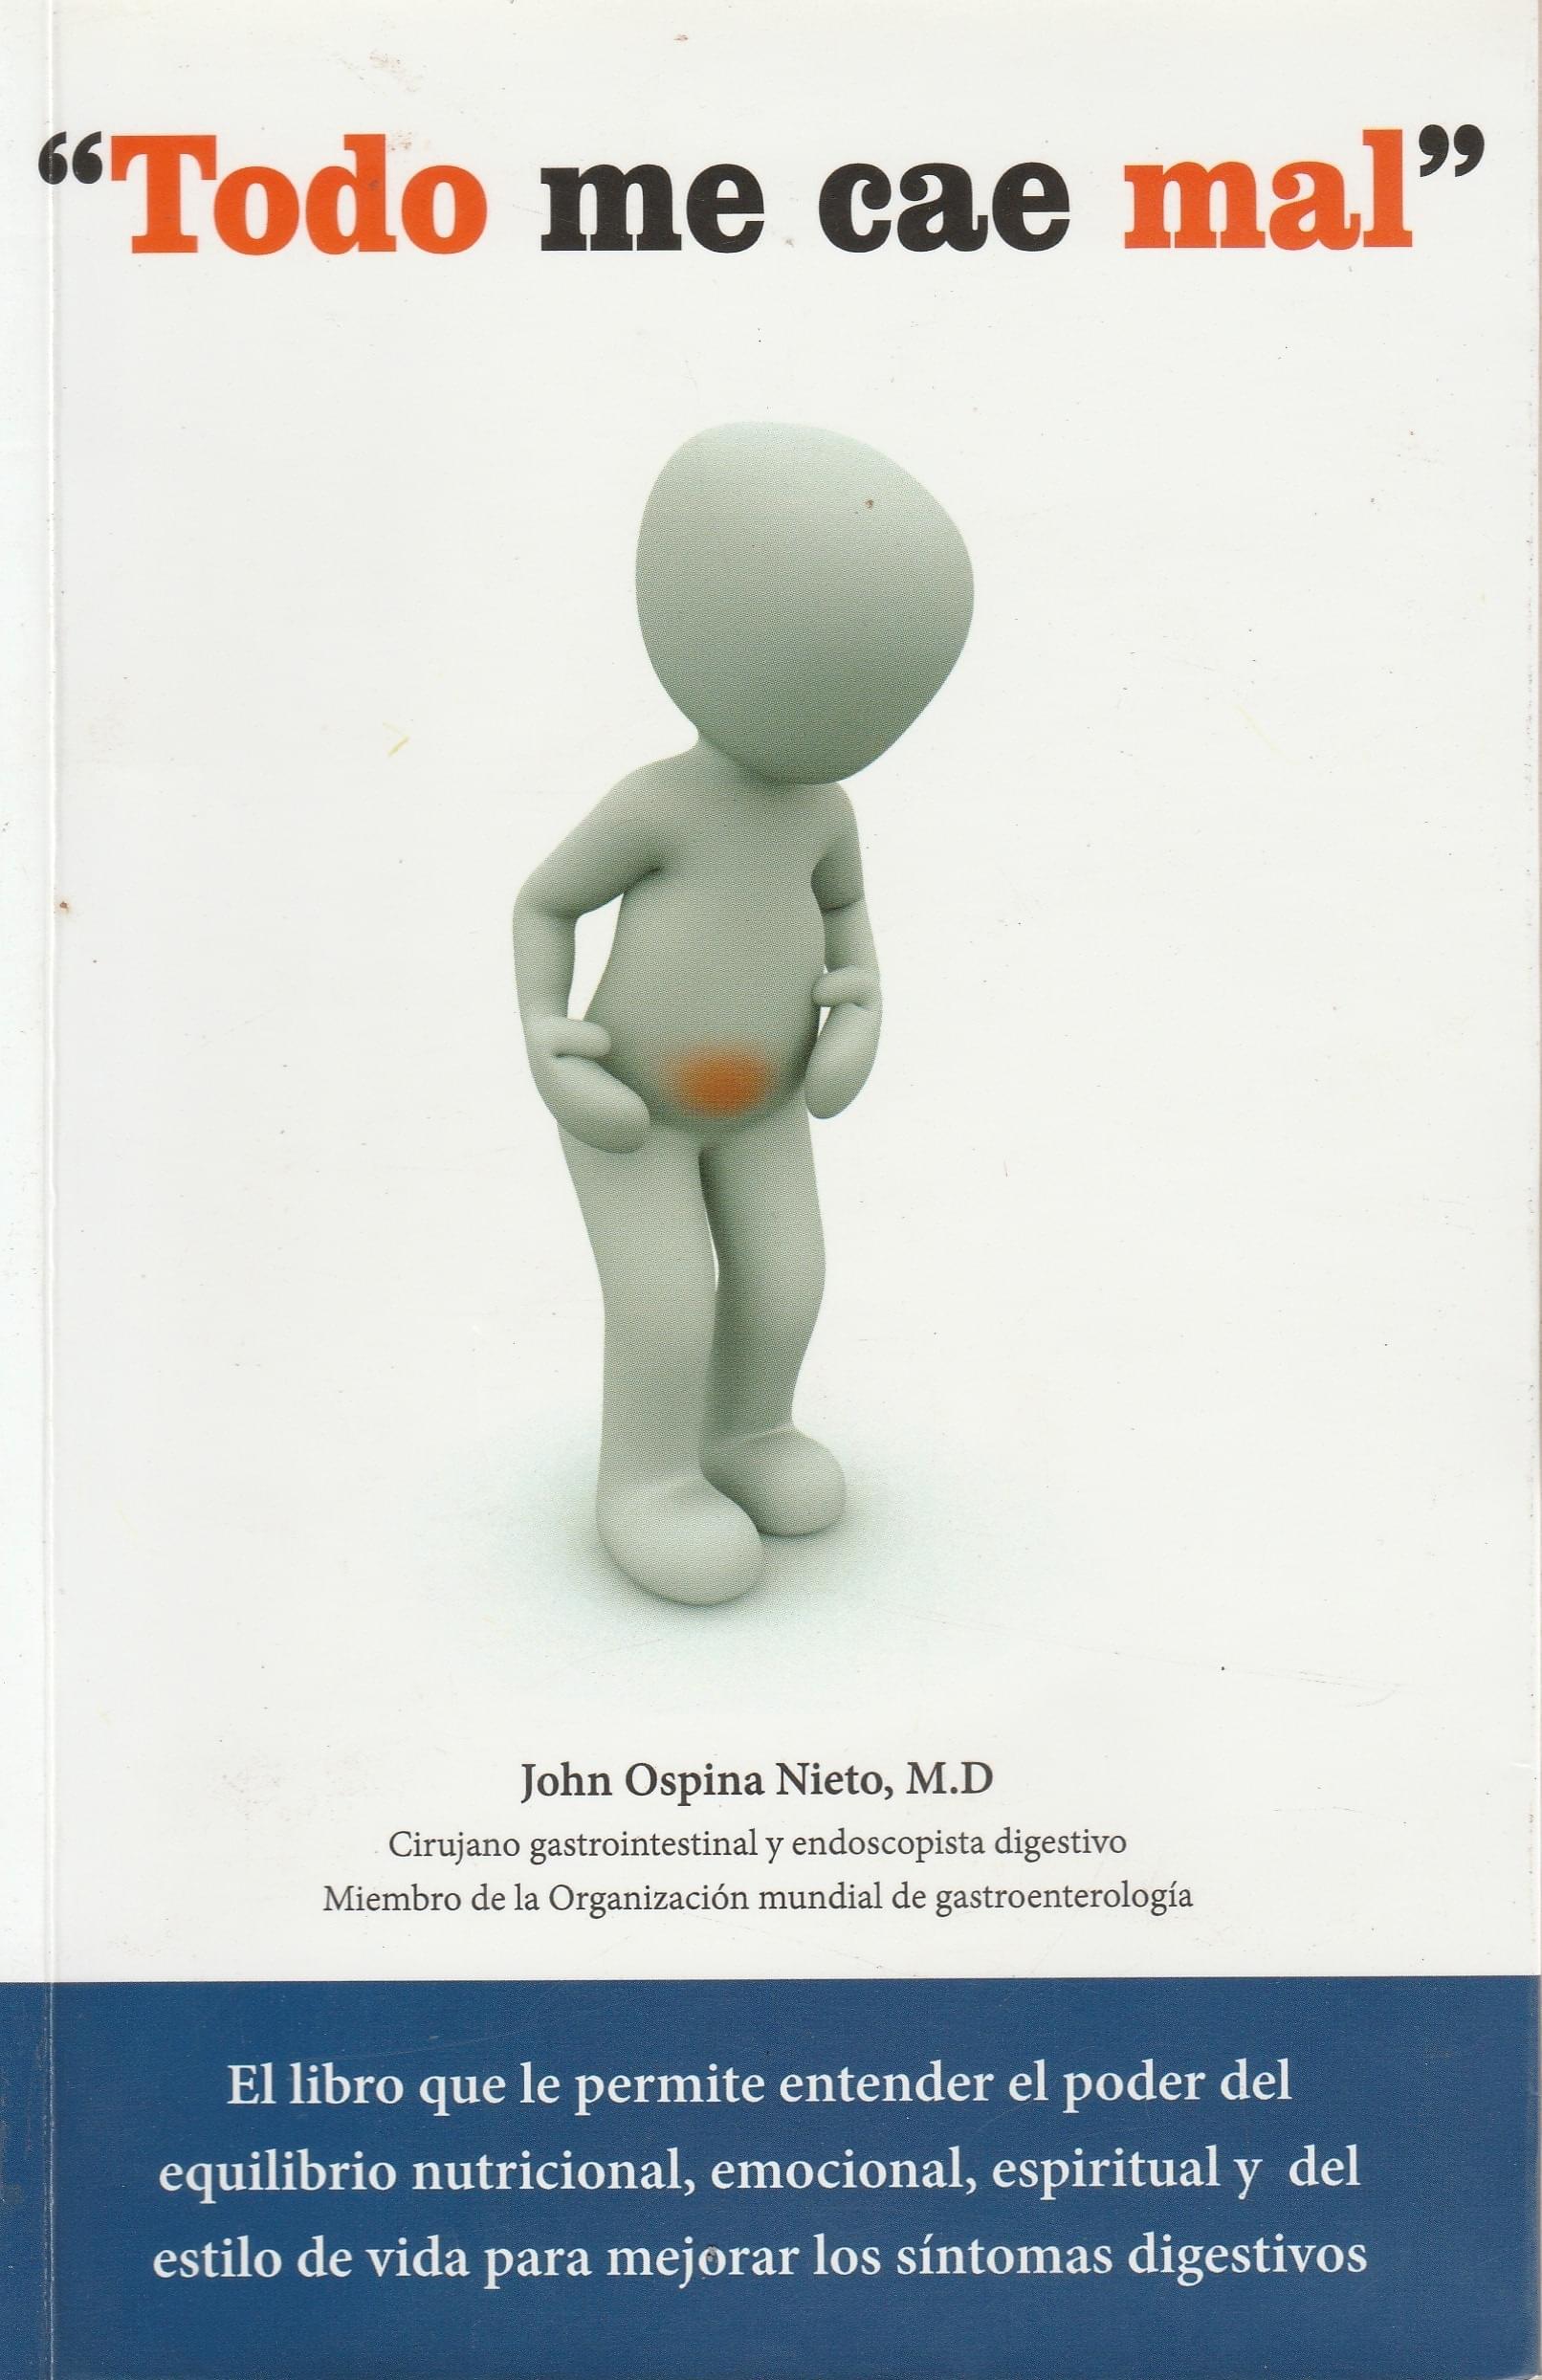 “Todo me cae mal”
John Ospina Nieto, M.D
Cirujano gastrointestinal y endoscopista digestivo
Miembro de la Organización mundial de gastroenterología
El libro que le permite entender el poder del
equilibrio nutricional, emocional, espiritual y del
estilo de vida para mejorar los síntomas digestivos